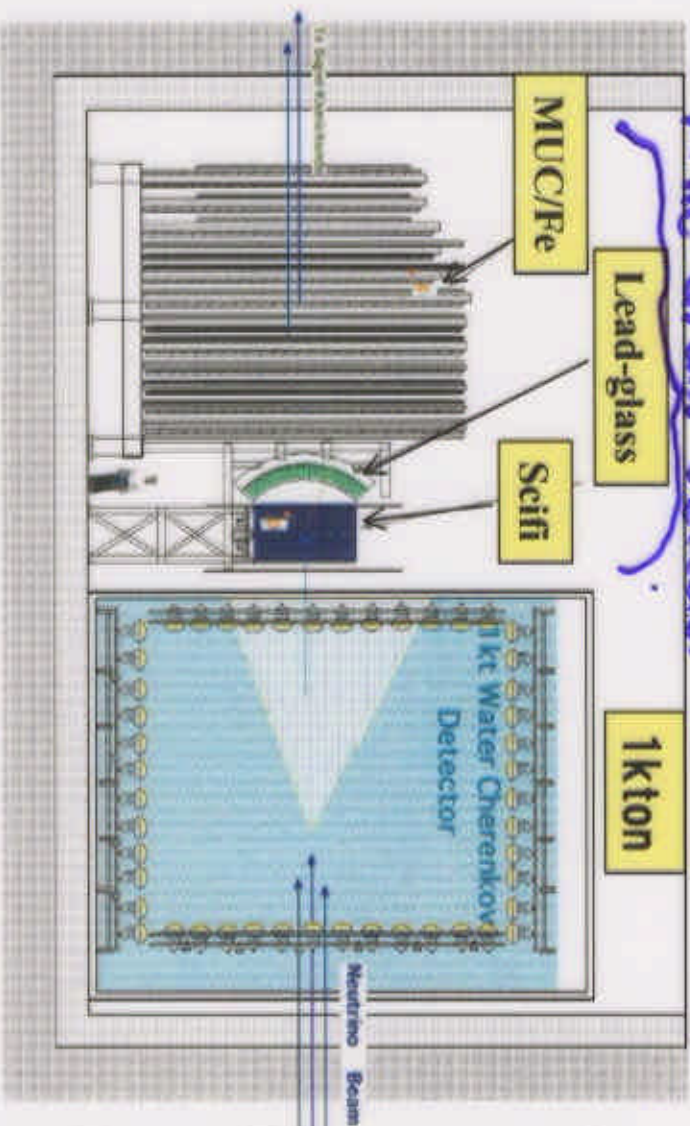 MUC/Fe
Lead-glass
Scifi
1kton
1kt Water Cherenkov
Detector
Neutrino Beam